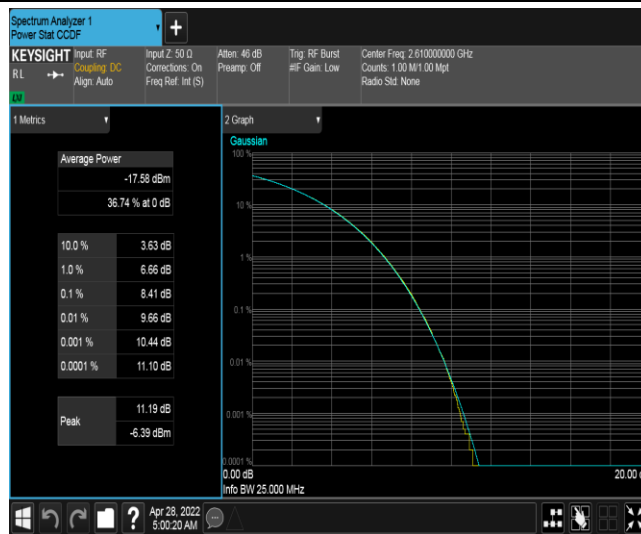 Spectrum Analyzer 1
Power Stat CCDF
+
KEYSIGHT
RL
Input: RF
Coupling: DC
Align: Auto
Input Z: 50 Ω
Corrections: On
Freq Ref: Int (S)
Atten: 46 dB
Preamp: Off
Trig: RF Burst
#IF Gain: Low
Center Freq: 2.610000000 GHz
Counts: 1.00 M/1.00 Mpt
Radio Std: None
1 Metrics
Average Power
-17.58 dBm
36.74 % at 0 dB
10.0 % 3.63 dB
1.0 % 6.66 dB
0.1 % 8.41 dB
0.01 % 9.66 dB
0.001 % 10.44 dB
0.0001 % 11.10 dB
Peak
11.19 dB
-6.39 dBm
2 Graph
Gaussian
100 %
10 %
1 %
0.1 %
0.01 %
0.001 %
0.0001 %
0.00 dB
20.00
Info BW 25.000 MHz
?
Apr 28, 2022
5:00:20 AM